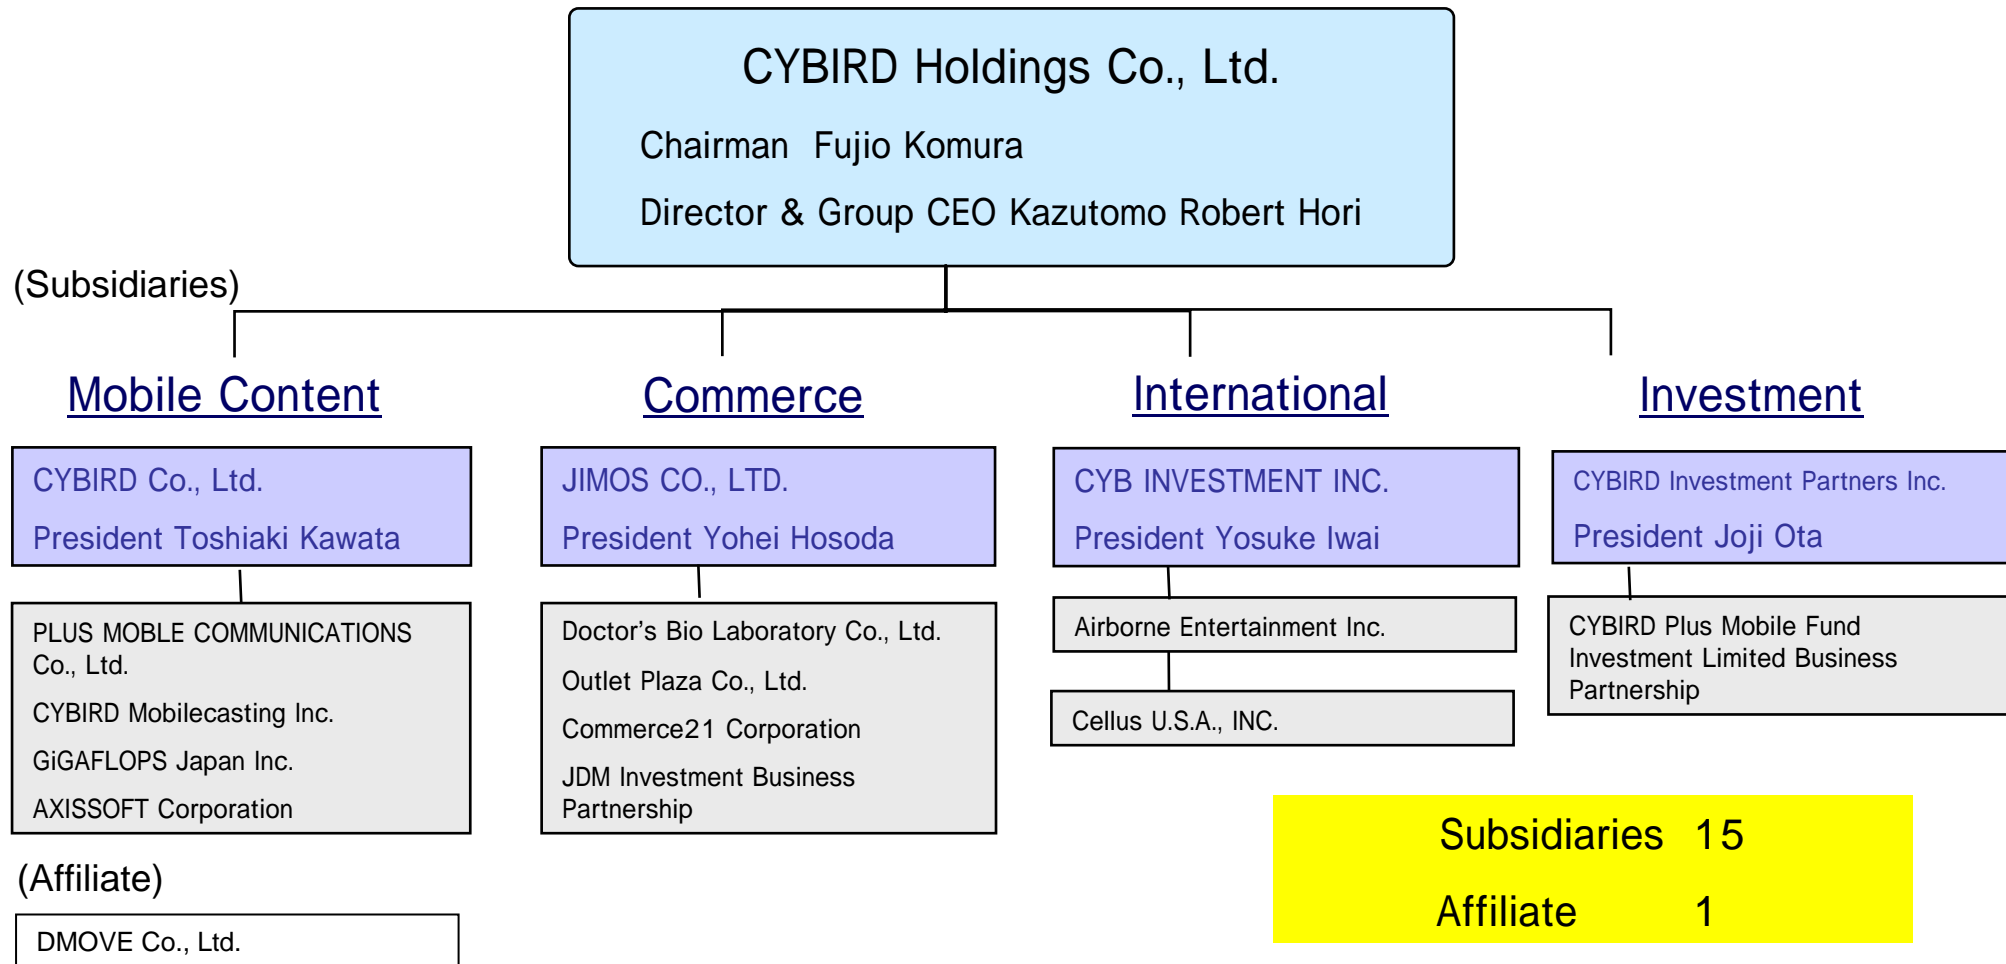 CYBIRD Holdings Co., Ltd.
Chairman Fujio Komura
Director & Group CEO Kazutomo Robert Hori
(Subsidiaries)
Mobile Content
CYBIRD Co., Ltd.
President Toshiaki Kawata
PLUS MOBLE COMMUNICATIONS
Co., Ltd.
CYBIRD Mobilecasting Inc.
GiGAFLOPS Japan Inc.
AXISSOFT Corporation
Commerce
JIMOS CO., LTD.
President Yohei Hosoda
Doctor's Bio Laboratory Co., Ltd.
Outlet Plaza Co., Ltd.
Commerce21 Corporation
JDM Investment Business
Partnership
International
CYB INVESTMENT INC.
President Yosuke Iwai
Airborne Entertainment Inc.
Cellus U.S.A., INC.
Investment
CYBIRD Investment Partners Inc.
President Joji Ota
CYBIRD Plus Mobile Fund
Investment Limited Business
Partnership
(Affiliate)
DMOVE Co., Ltd.
Subsidiaries 15
Affiliate 1